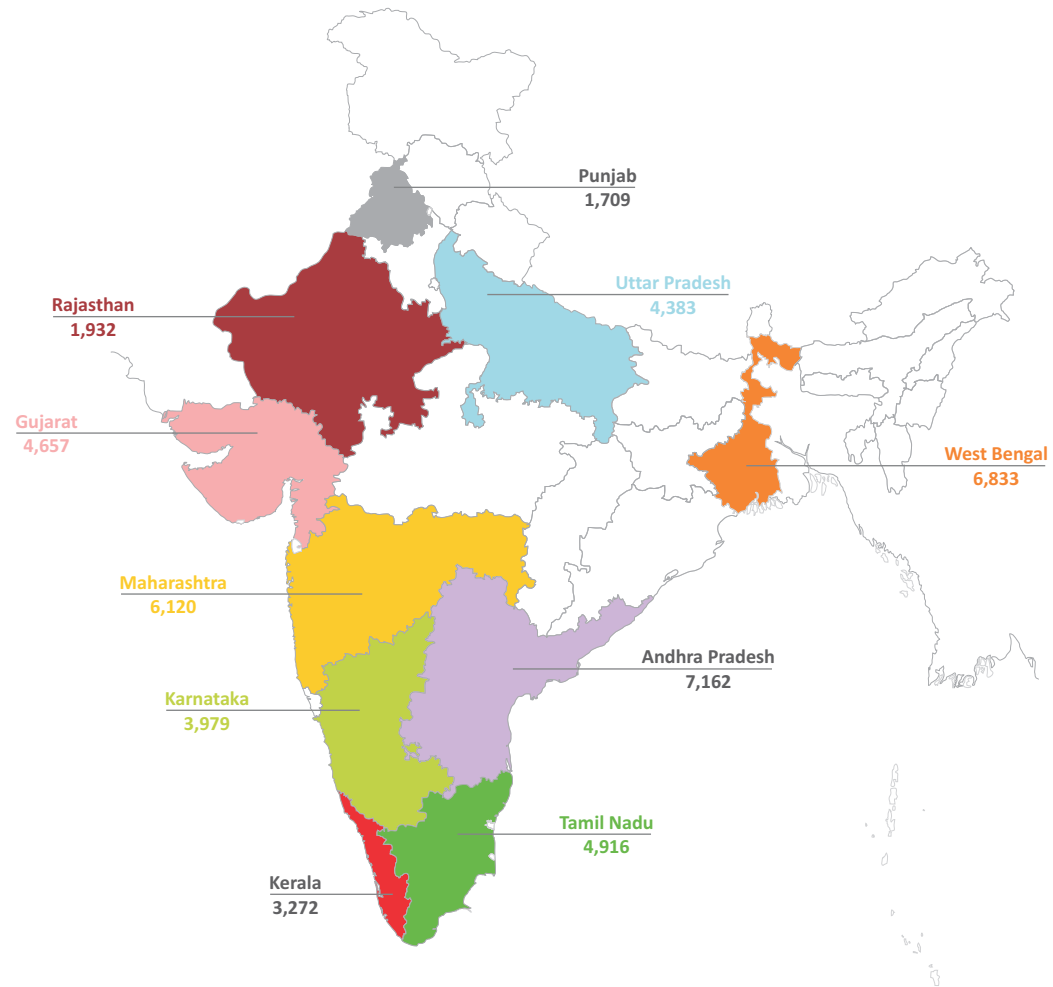 Punjab
1,709
Uttar Pradesh
4,383
Rajasthan
1,932
Gujarat
4,657
West Bengal
6,833
Maharashtra
6,120
Andhra Pradesh
7,162
Karnataka
3,979
Tamil Nadu
4,916
Kerala
3,272